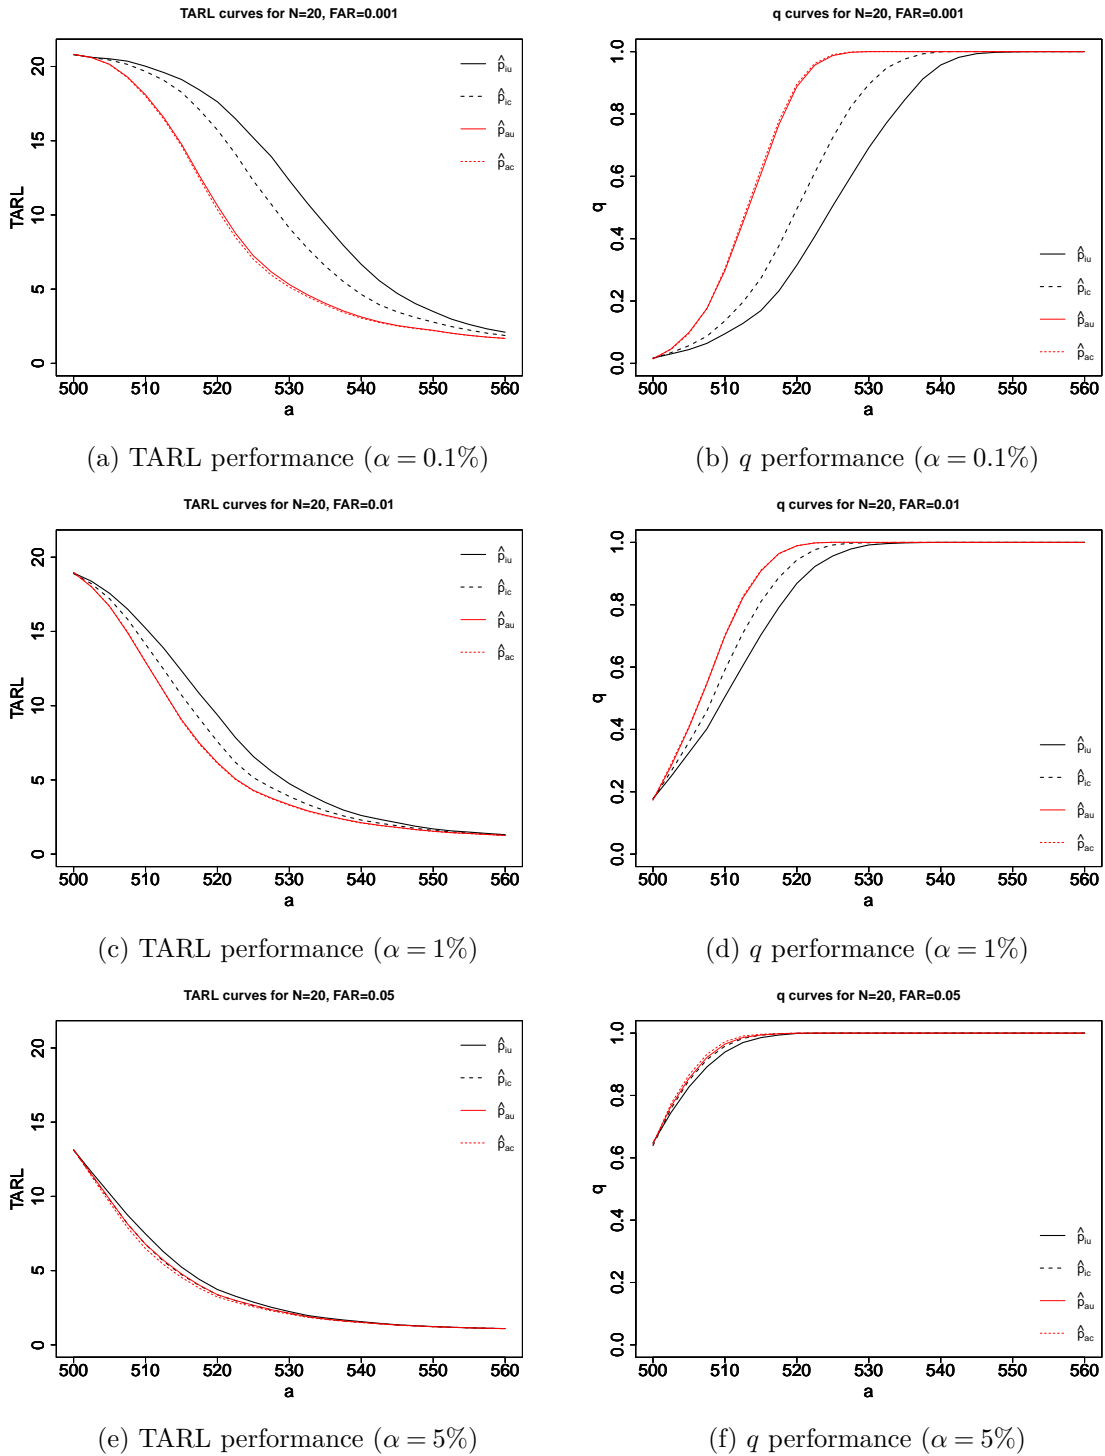 TARL curves for N=20, FAR=0.001
TARL
0 5 10 15 20
500 510 520 530 540 550 560
a
p̂iu
p̂ic
p̂au
p̂ac
(a) TARL performance (α = 0.1%)
q curves for N=20, FAR=0.001
q
0.0 0.2 0.4 0.6 0.8 1.0
500 510 520 530 540 550 560
a
p̂iu
p̂ic
p̂au
p̂ac
(b) q performance (α = 0.1%)
TARL curves for N=20, FAR=0.01
TARL
0 5 10 15 20
500 510 520 530 540 550 560
a
p̂iu
p̂ic
p̂au
p̂ac
(c) TARL performance (α = 1%)
q curves for N=20, FAR=0.01
q
0.0 0.2 0.4 0.6 0.8 1.0
500 510 520 530 540 550 560
a
p̂iu
p̂ic
p̂au
p̂ac
(d) q performance (α = 1%)
TARL curves for N=20, FAR=0.05
TARL
0 5 10 15 20
500 510 520 530 540 550 560
a
p̂iu
p̂ic
p̂au
p̂ac
(e) TARL performance (α = 5%)
q curves for N=20, FAR=0.05
q
0.0 0.2 0.4 0.6 0.8 1.0
500 510 520 530 540 550 560
a
p̂iu
p̂ic
p̂au
p̂ac
(f) q performance (α = 5%)